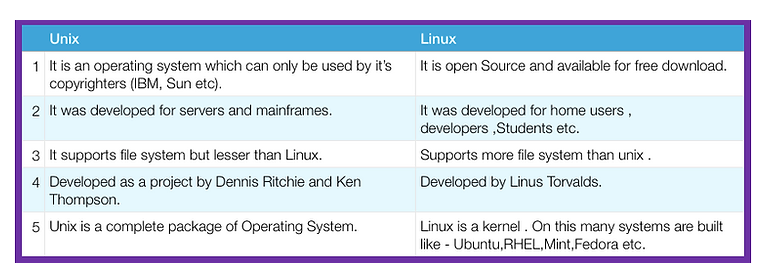 Unix Linux
1 It is an operating system which can only be used by it's It is open Source and available for free download.
copyrighters (IBM, Sun etc).
2 It was developed for servers and mainframes. It was developed for home users ,
developers ,Students etc.
3 It supports file system but lesser than Linux. Supports more file system than unix .
4 Developed as a project by Dennis Ritchie and Ken Developed by Linus Torvalds.
Thompson.
5 Unix is a complete package of Operating System. Linux is a kernel . On this many systems are built
like - Ubuntu,RHEL,Mint,Fedora etc.